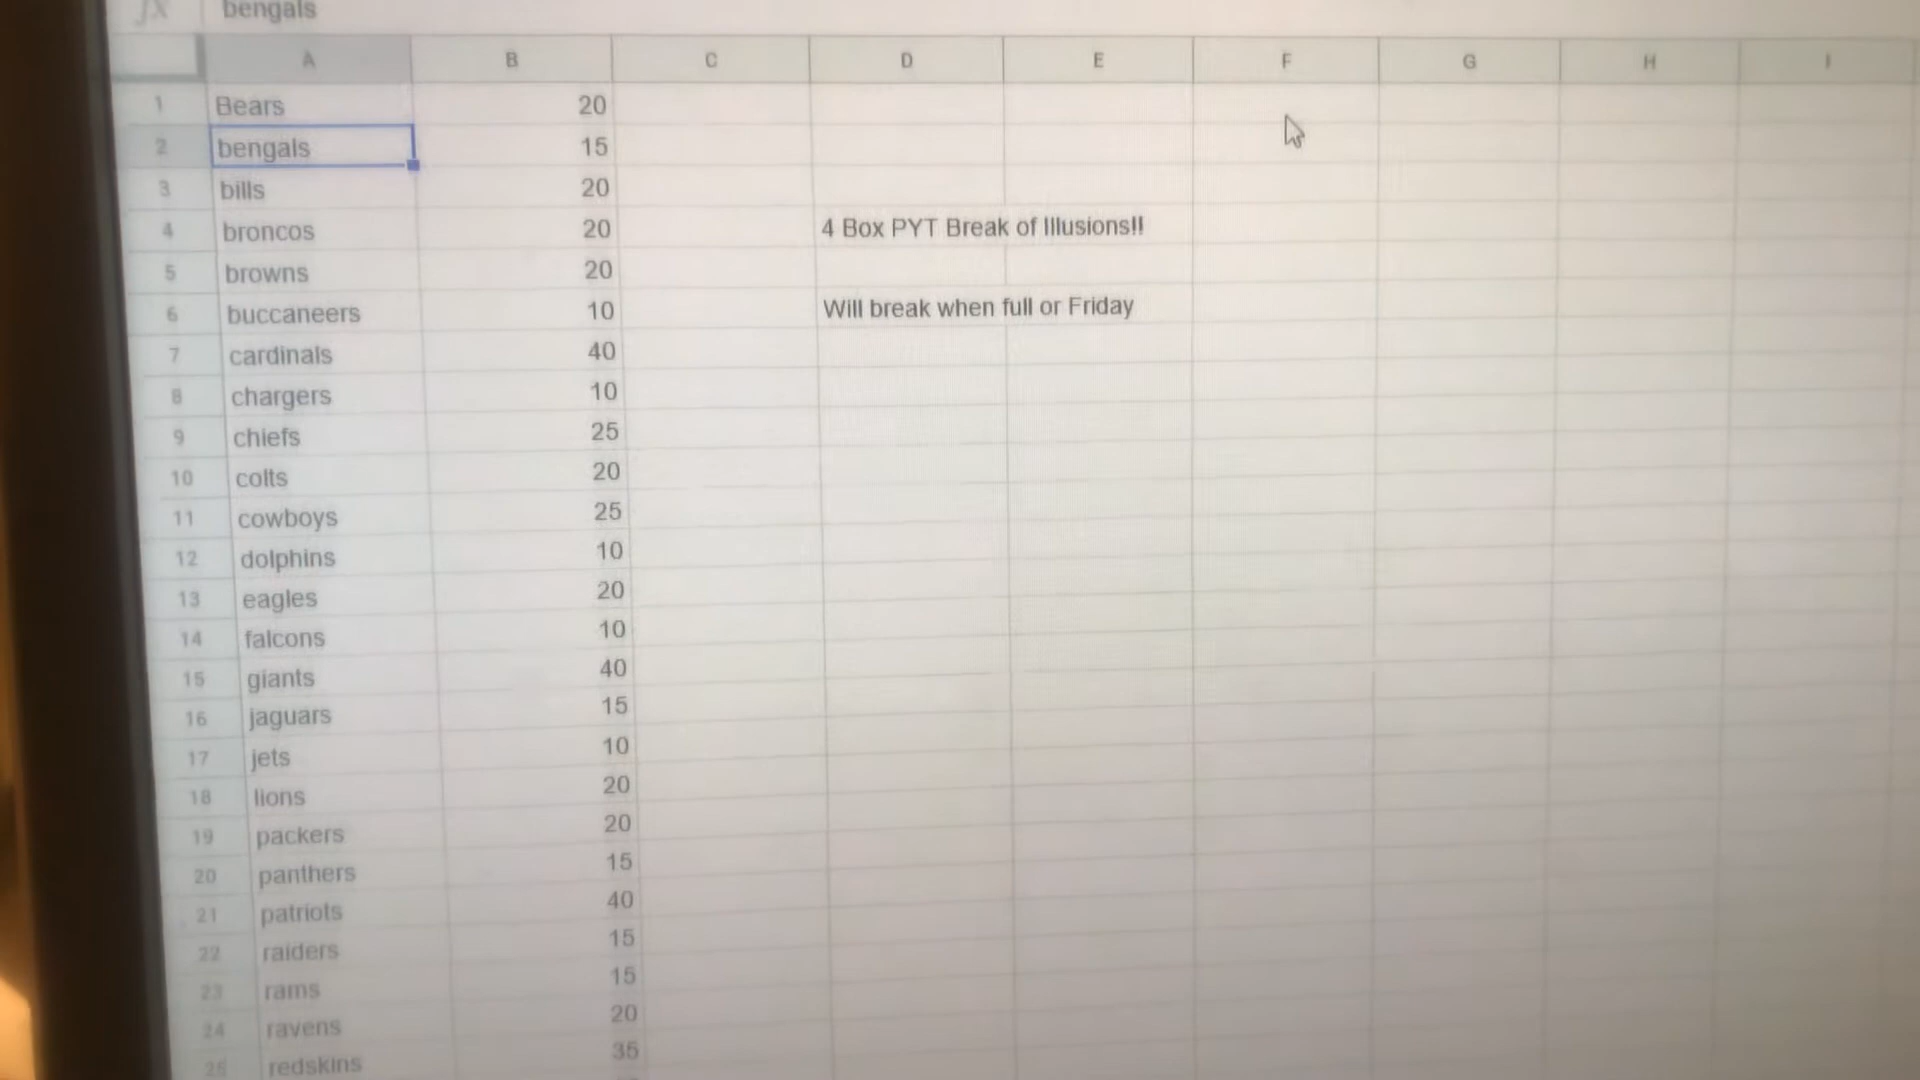 fx bengals
A B C D E F G H I
1 Bears 20
2 bengals 15
3 bills 20
4 broncos 20 4 Box PYT Break of Illusions!!
5 browns 20
6 buccaneers 10 Will break when full or Friday
7 cardinals 40
8 chargers 10
9 chiefs 25
10 colts 20
11 cowboys 25
12 dolphins 10
13 eagles 20
14 falcons 10
15 giants 40
16 jaguars 15
17 jets 10
18 lions 20
19 packers 20
20 panthers 15
21 patriots 40
22 raiders 15
23 rams 15
24 ravens 20
25 redskins 35